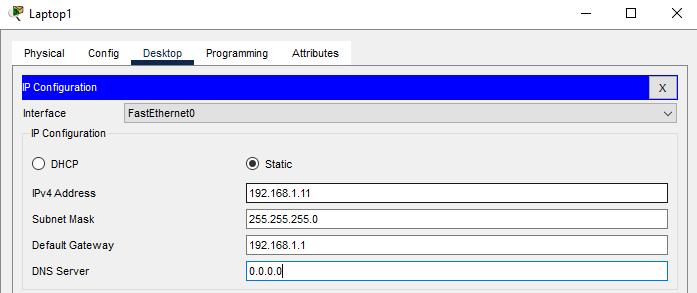 Laptop1
Physical Config Desktop Programming Attributes
IP Configuration X
Interface FastEthernet0
IP Configuration
DHCP Static
IPv4 Address 192.168.1.11
Subnet Mask 255.255.255.0
Default Gateway 192.168.1.1
DNS Server 0.0.0.0